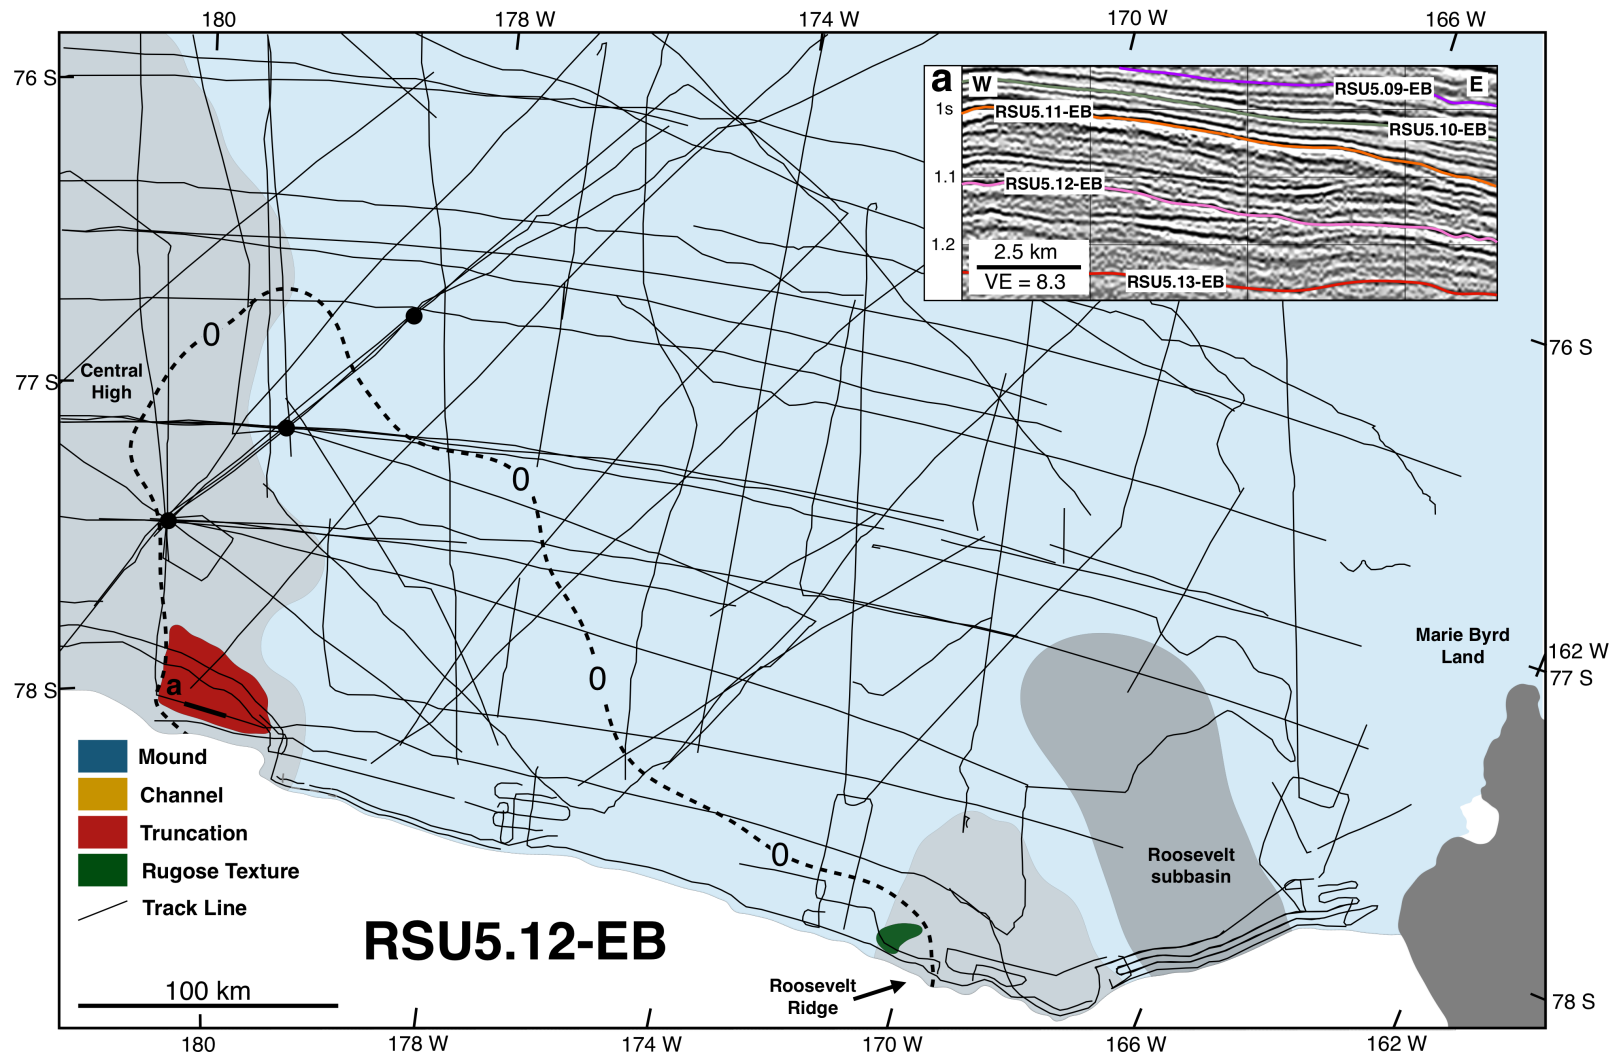 180
178 W
174 W
170 W
166 W
76 S
77 S
78 S
a
W
E
1s
1.1
1.2
RSU5.09-EB
RSU5.10-EB
RSU5.11-EB
RSU5.12-EB
RSU5.13-EB
2.5 km
VE = 8.3
0
Central
High
0
0
0
a
76 S
Marie Byrd
Land
162 W
77 S
78 S
Roosevelt
subbasin
Mound
Channel
Truncation
Rugose Texture
Track Line
RSU5.12-EB
Roosevelt
Ridge
100 km
180
178 W
174 W
170 W
166 W
162 W